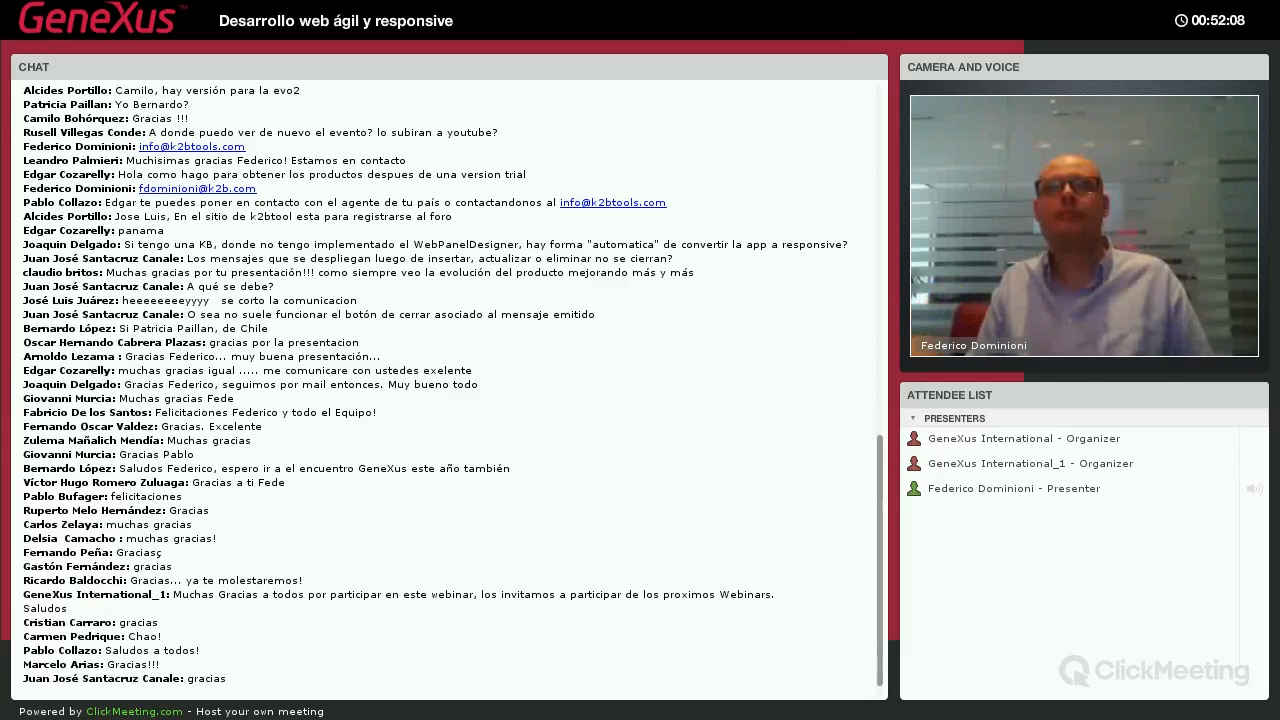 GeneXus™
Desarrollo web ágil y responsive
00:52:08
CHAT
Alcides Portillo: Camilo, hay versión para la evo2
Patricia Paillan: Yo Bernardo?
Camilo Bohórquez: Gracias !!!
Rusell Villegas Conde: A donde puedo ver de nuevo el evento? lo subiran a youtube?
Federico Dominioni: info@k2btools.com
Leandro Palmieri: Muchisimas gracias Federico! Estamos en contacto
Edgar Cozarelly: Hola como hago para obtener los productos despues de una version trial
Federico Dominioni: fdominioni@k2b.com
Pablo Collazo: Edgar te puedes poner en contacto con el agente de tu país o contactandonos al info@k2btools.com
Alcides Portillo: Jose Luis, En el sitio de k2btool esta para registrarse al foro
Edgar Cozarelly: panama
Joaquin Delgado: Si tengo una KB, donde no tengo implementado el WebPanelDesigner, hay forma "automatica" de convertir la app a responsive?
Juan José Santacruz Canale: Los mensajes que se despliegan luego de insertar, actualizar o eliminar no se cierran?
claudio britos: Muchas gracias por tu presentación!!! como siempre veo la evolución del producto mejorando más y más
Juan José Santacruz Canale: A qué se debe?
José Luis Juárez: heeeeeeeeyyyy se corto la comunicacion
Juan José Santacruz Canale: O sea no suele funcionar el botón de cerrar asociado al mensaje emitido
Bernardo López: Si Patricia Paillan, de Chile
Oscar Hernando Cabrera Plazas: gracias por la presentacion
Arnoldo Lezama : Gracias Federico... muy buena presentación...
Edgar Cozarelly: muchas gracias igual ..... me comunicare con ustedes exelente
Joaquin Delgado: Gracias Federico, seguimos por mail entonces. Muy bueno todo
Giovanni Murcia: Muchas gracias Fede
Fabricio De los Santos: Felicitaciones Federico y todo el Equipo!
Fernando Oscar Valdez: Gracias. Excelente
Zulema Mañalich Mendía: Muchas gracias
Giovanni Murcia: Gracias Pablo
Bernardo López: Saludos Federico, espero ir a el encuentro GeneXus este año también
Víctor Hugo Romero Zuluaga: Gracias a ti Fede
Pablo Bufager: felicitaciones
Ruperto Melo Hernández: Gracias
Carlos Zelaya: muchas gracias
Delsia Camacho : muchas gracias!
Fernando Peña: Graciasç
Gastón Fernández: gracias
Ricardo Baldocchi: Gracias... ya te molestaremos!
GeneXus International_1: Muchas Gracias a todos por participar en este webinar, los invitamos a participar de los proximos Webinars.
Saludos
Cristian Carraro: gracias
Carmen Pedrique: Chao!
Pablo Collazo: Saludos a todos!
Marcelo Arias: Gracias!!!
Juan José Santacruz Canale: gracias
CAMERA AND VOICE
Federico Dominioni
ATTENDEE LIST
PRESENTERS
GeneXus International - Organizer
GeneXus International_1 - Organizer
Federico Dominioni - Presenter
ClickMeeting
Powered by ClickMeeting.com - Host your own meeting